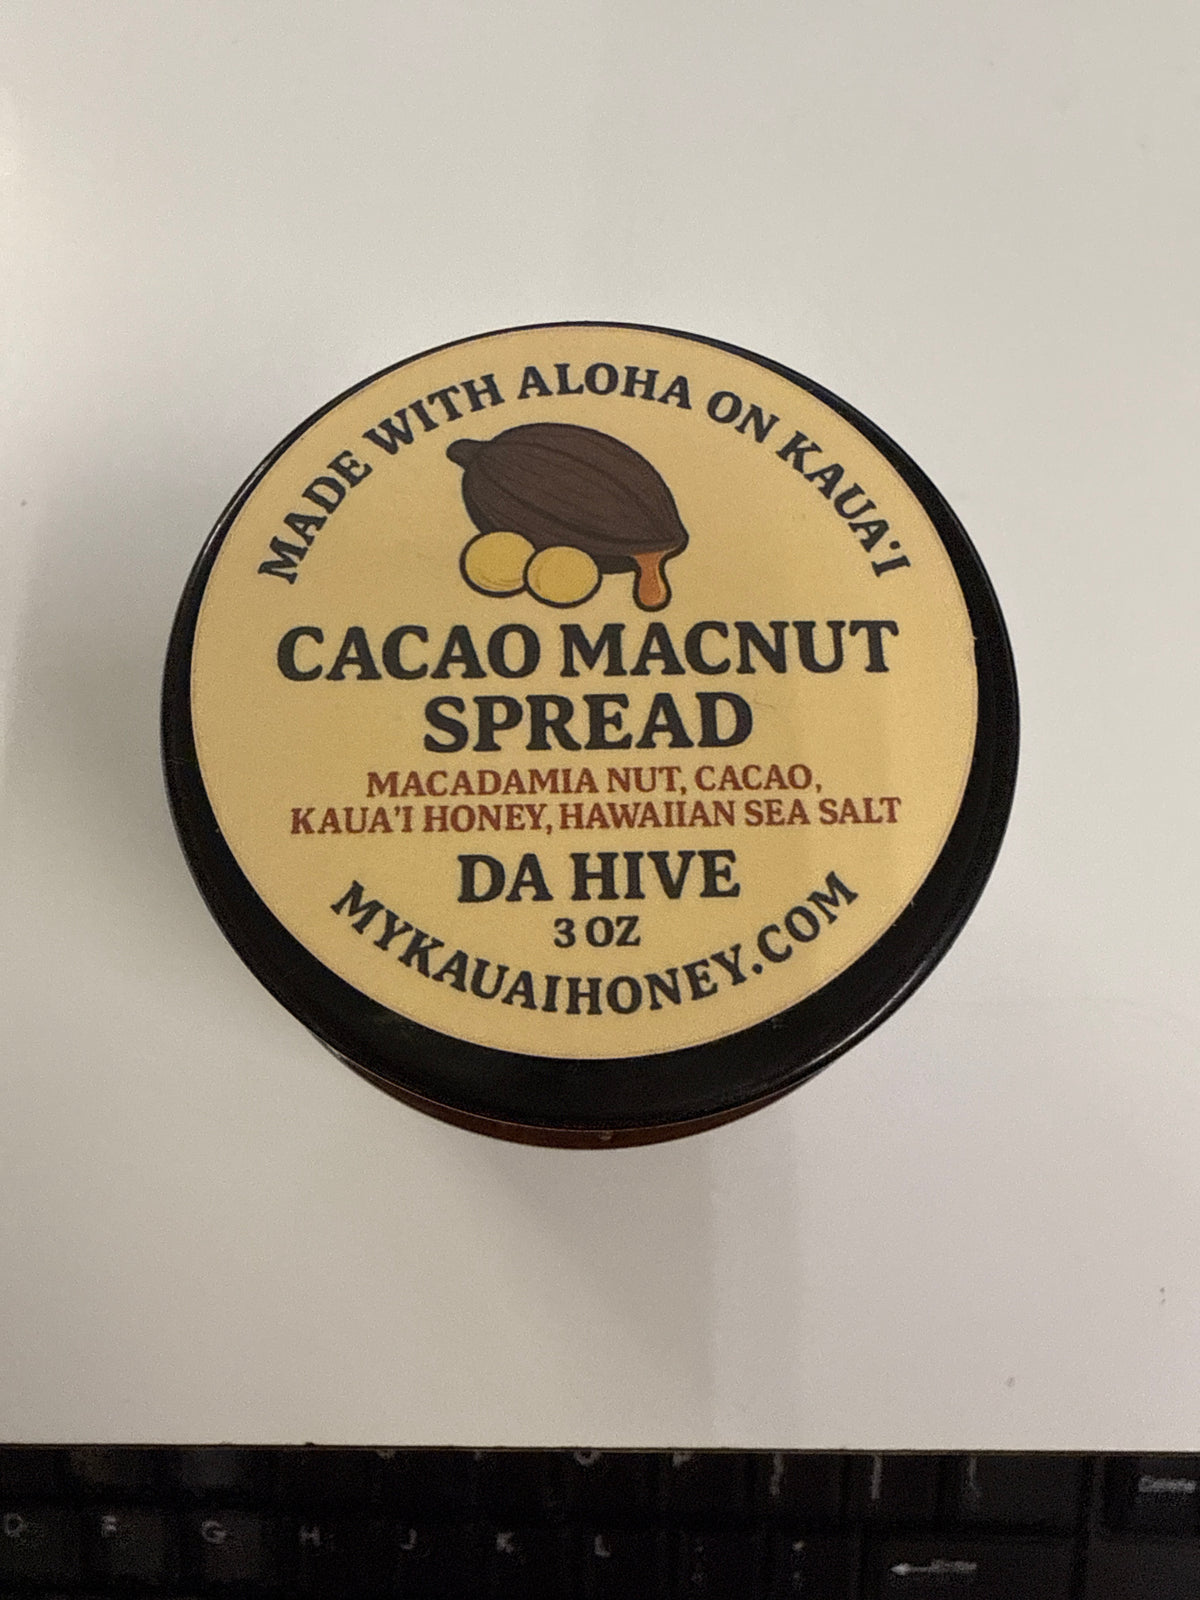 MADE WITH ALOHA ON KAUA'I
CACAO MACNUT
SPREAD
MACADAMIA NUT, CACAO,
KAUA'I HONEY, HAWAIIAN SEA SALT
DA HIVE
3 OZ
MYKAUAIHONEY.COM
O P
D F G H J K L